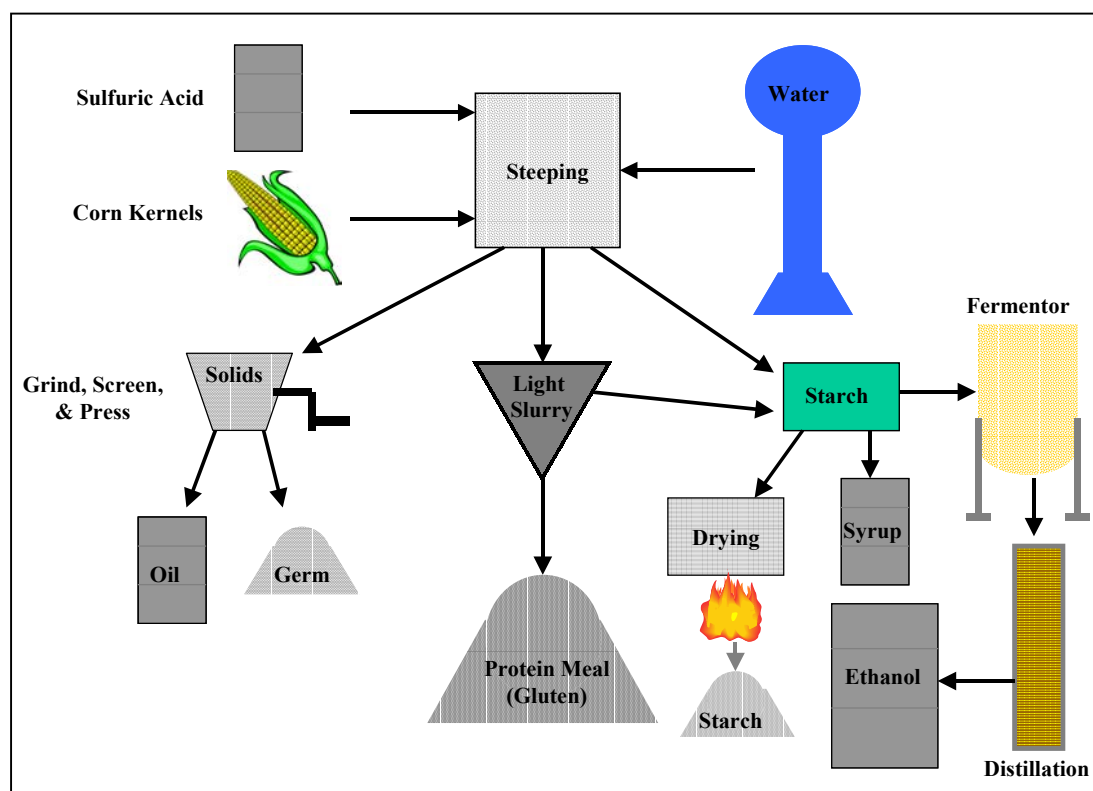 Sulfuric Acid
Water
Steeping
Corn Kernels
Fermentor
Solids
Grind, Screen,
& Press
Light
Slurry
Starch
Oil
Germ
Drying
Syrup
Protein Meal
(Gluten)
Starch
Ethanol
Distillation